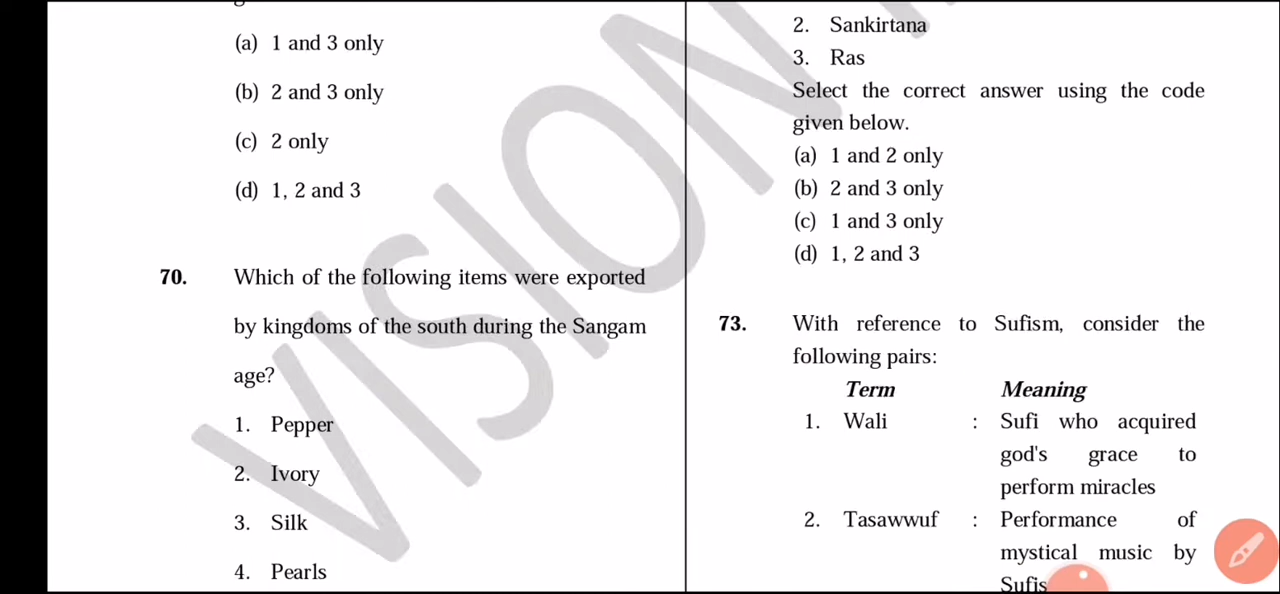 (a) 1 and 3 only
(b) 2 and 3 only
(c) 2 only
(d) 1, 2 and 3
70. Which of the following items were exported
by kingdoms of the south during the Sangam
age?
1. Pepper
2. Ivory
3. Silk
4. Pearls
2. Sankirtana
3. Ras
Select the correct answer using the code
given below.
(a) 1 and 2 only
(b) 2 and 3 only
(c) 1 and 3 only
(d) 1, 2 and 3
73. With reference to Sufism, consider the
following pairs:
Term Meaning
1. Wali : Sufi who acquired
god's grace to
perform miracles
2. Tasawwuf : Performance of
mystical music by
Sufis
VISION